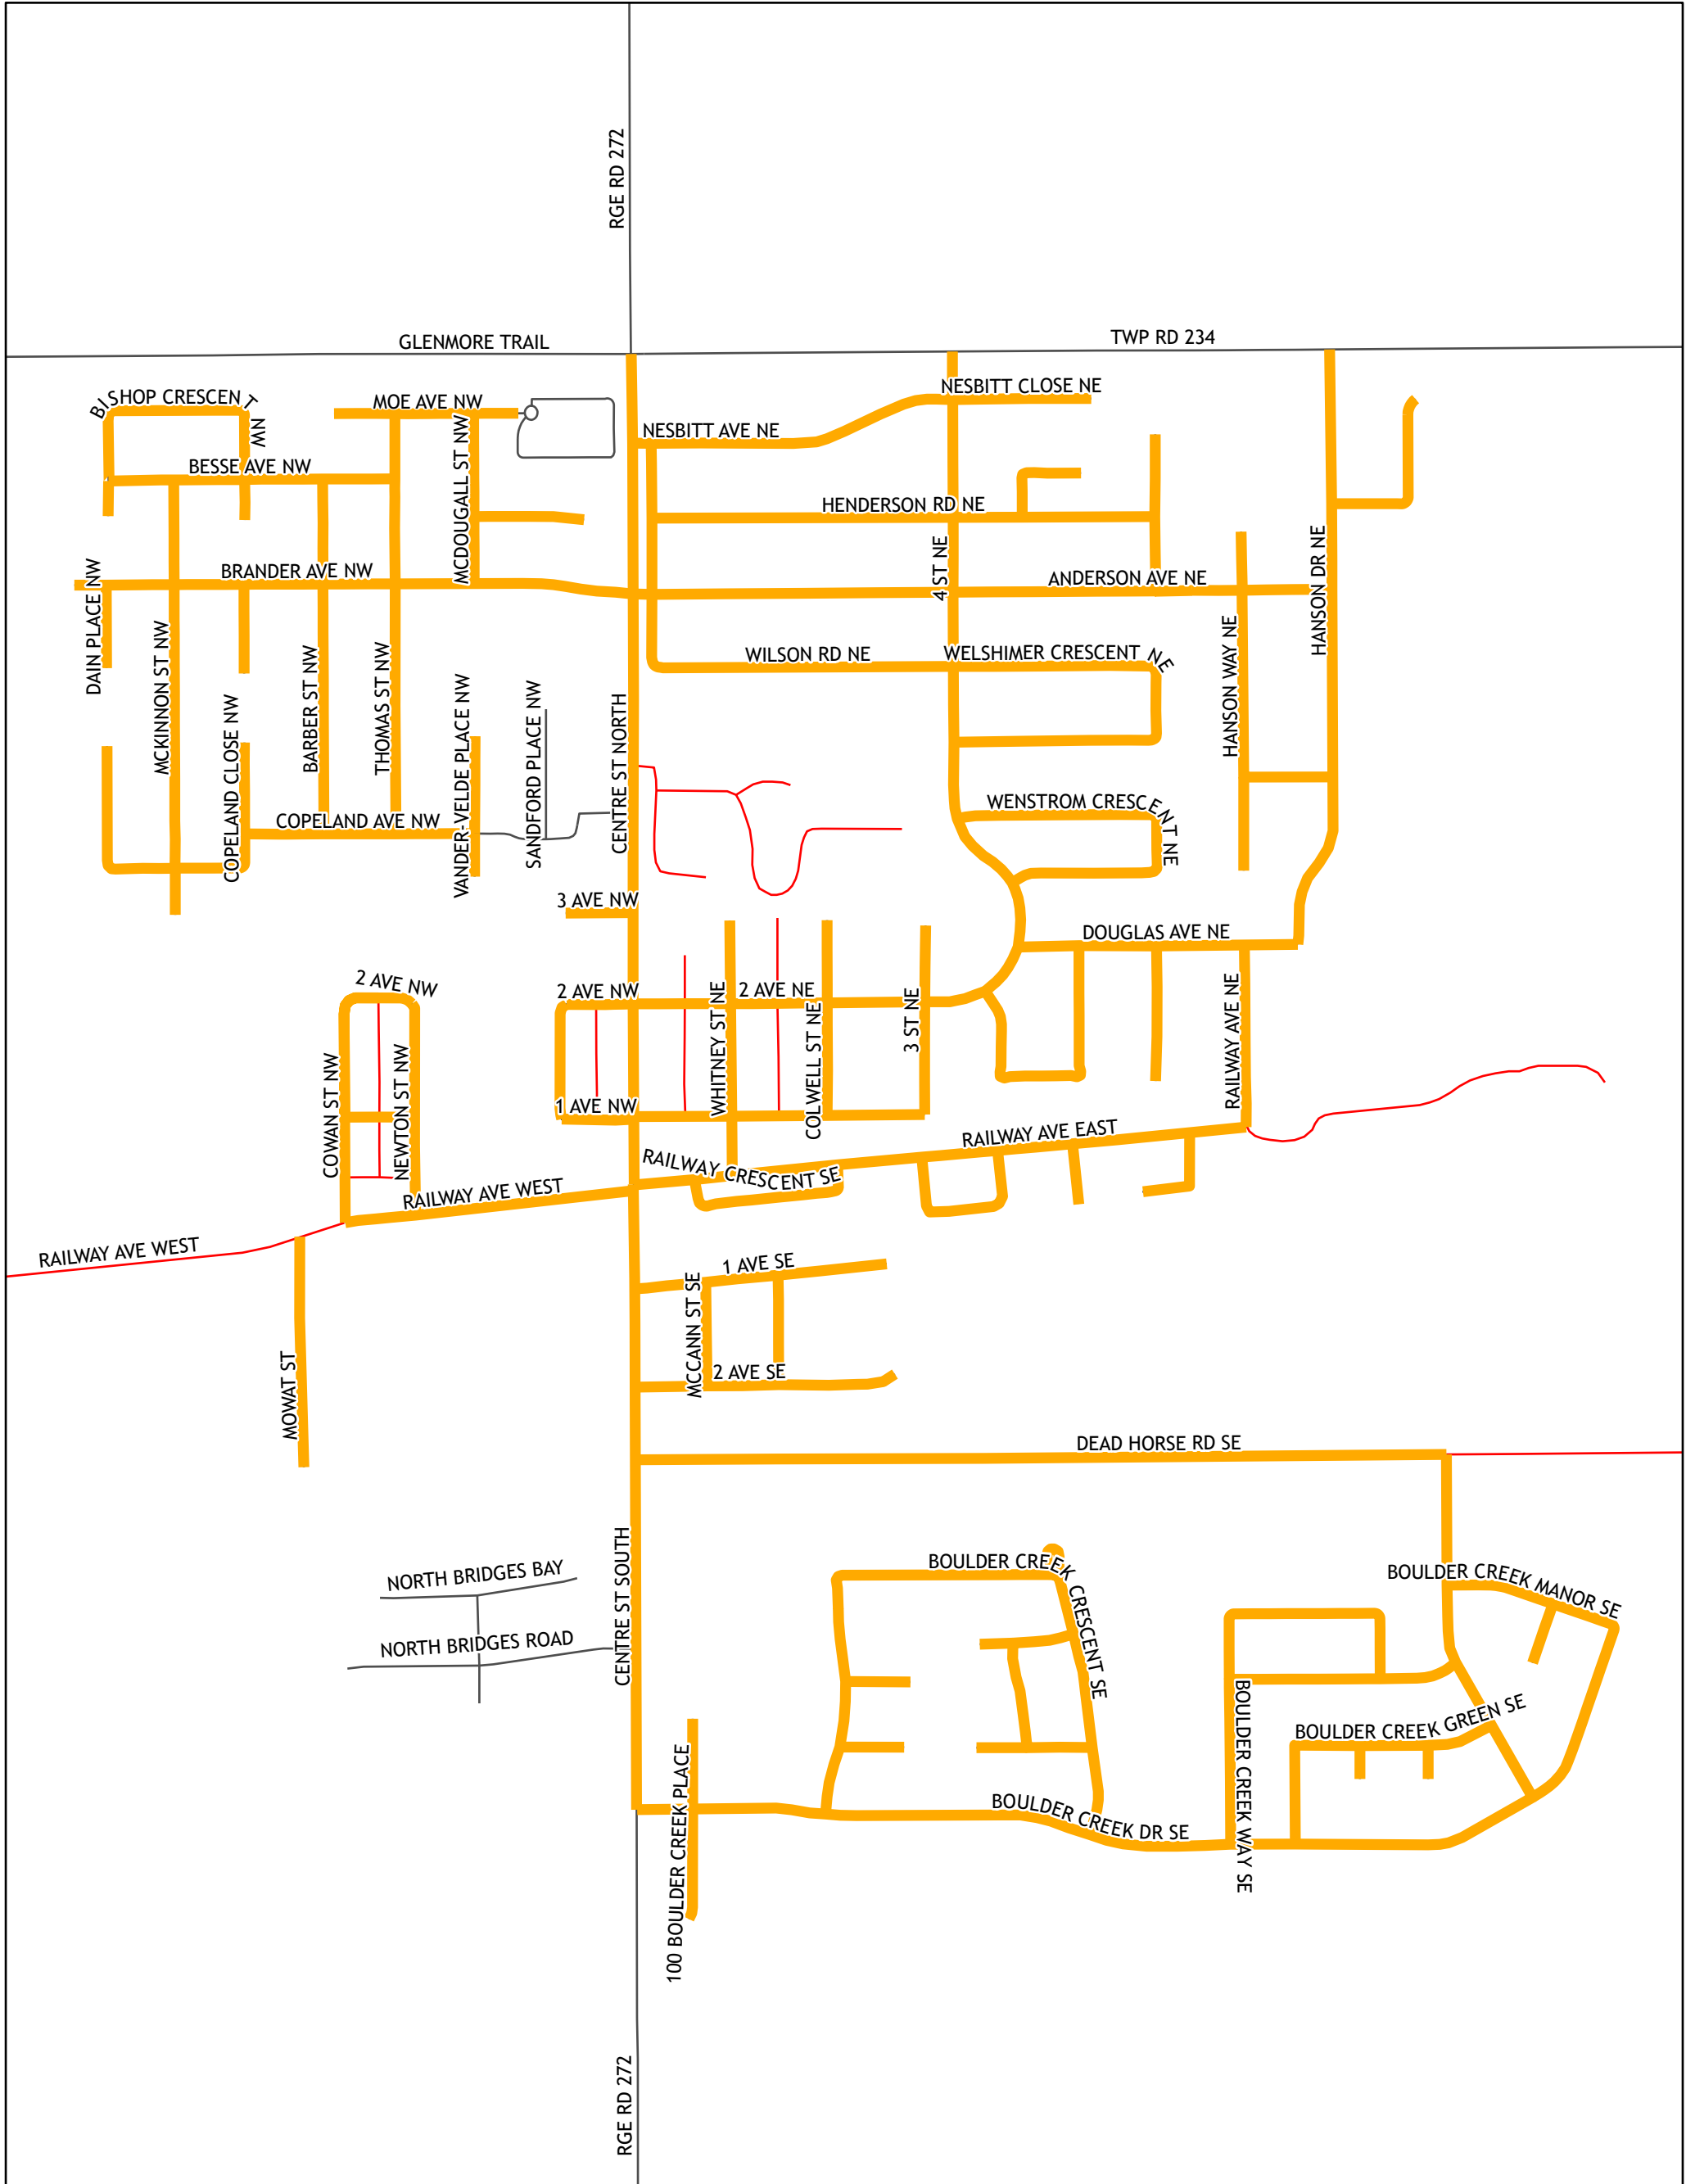 RGE RD 272
GLENMORE TRAIL
TWP RD 234
BISHOP CRESCENT NW
MOE AVE NW
NESBITT CLOSE NE
NESBITT AVE NE
BESSE AVE NW
MCDOUGALL ST NW
HENDERSON RD NE
4 ST NE
HANSON DR NE
DAIN PLACE NW
BRANDER AVE NW
ANDERSON AVE NE
MCKINNON ST NW
BARBER ST NW
THOMAS ST NW
WILSON RD NE
WELSHIMER CRESCENT NE
HANSON WAY NE
COPELAND CLOSE NW
VANDER-VELDE PLACE NW
SANDFORD PLACE NW
CENTRE ST NORTH
COPELAND AVE NW
WENSTROM CRESCENT NE
3 AVE NW
DOUGLAS AVE NE
2 AVE NW
2 AVE NW
2 AVE NE
WHITNEY ST NE
COLWELL ST NE
3 ST NE
RAILWAY AVE NE
COWAN ST NW
NEWTON ST NW
1 AVE NW
RAILWAY AVE EAST
RAILWAY CRESCENT SE
RAILWAY AVE WEST
RAILWAY AVE WEST
1 AVE SE
MCCANN ST SE
2 AVE SE
MOWAT ST
DEAD HORSE RD SE
CENTRE ST SOUTH
NORTH BRIDGES BAY
NORTH BRIDGES ROAD
BOULDER CREEK CRESCENT SE
BOULDER CREEK MANOR SE
BOULDER CREEK GREEN SE
BOULDER CREEK WAY SE
100 BOULDER CREEK PLACE
BOULDER CREEK DR SE
RGE RD 272